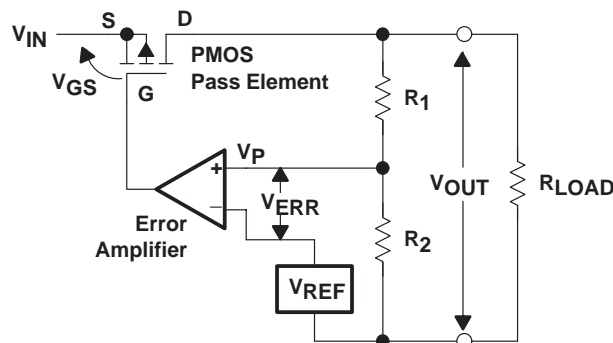 S D
VIN
PMOS
Pass Element
VGS
G
R1
VP
+
VERR
VOUT
RLOAD
−
Error
Amplifier
R2
VREF